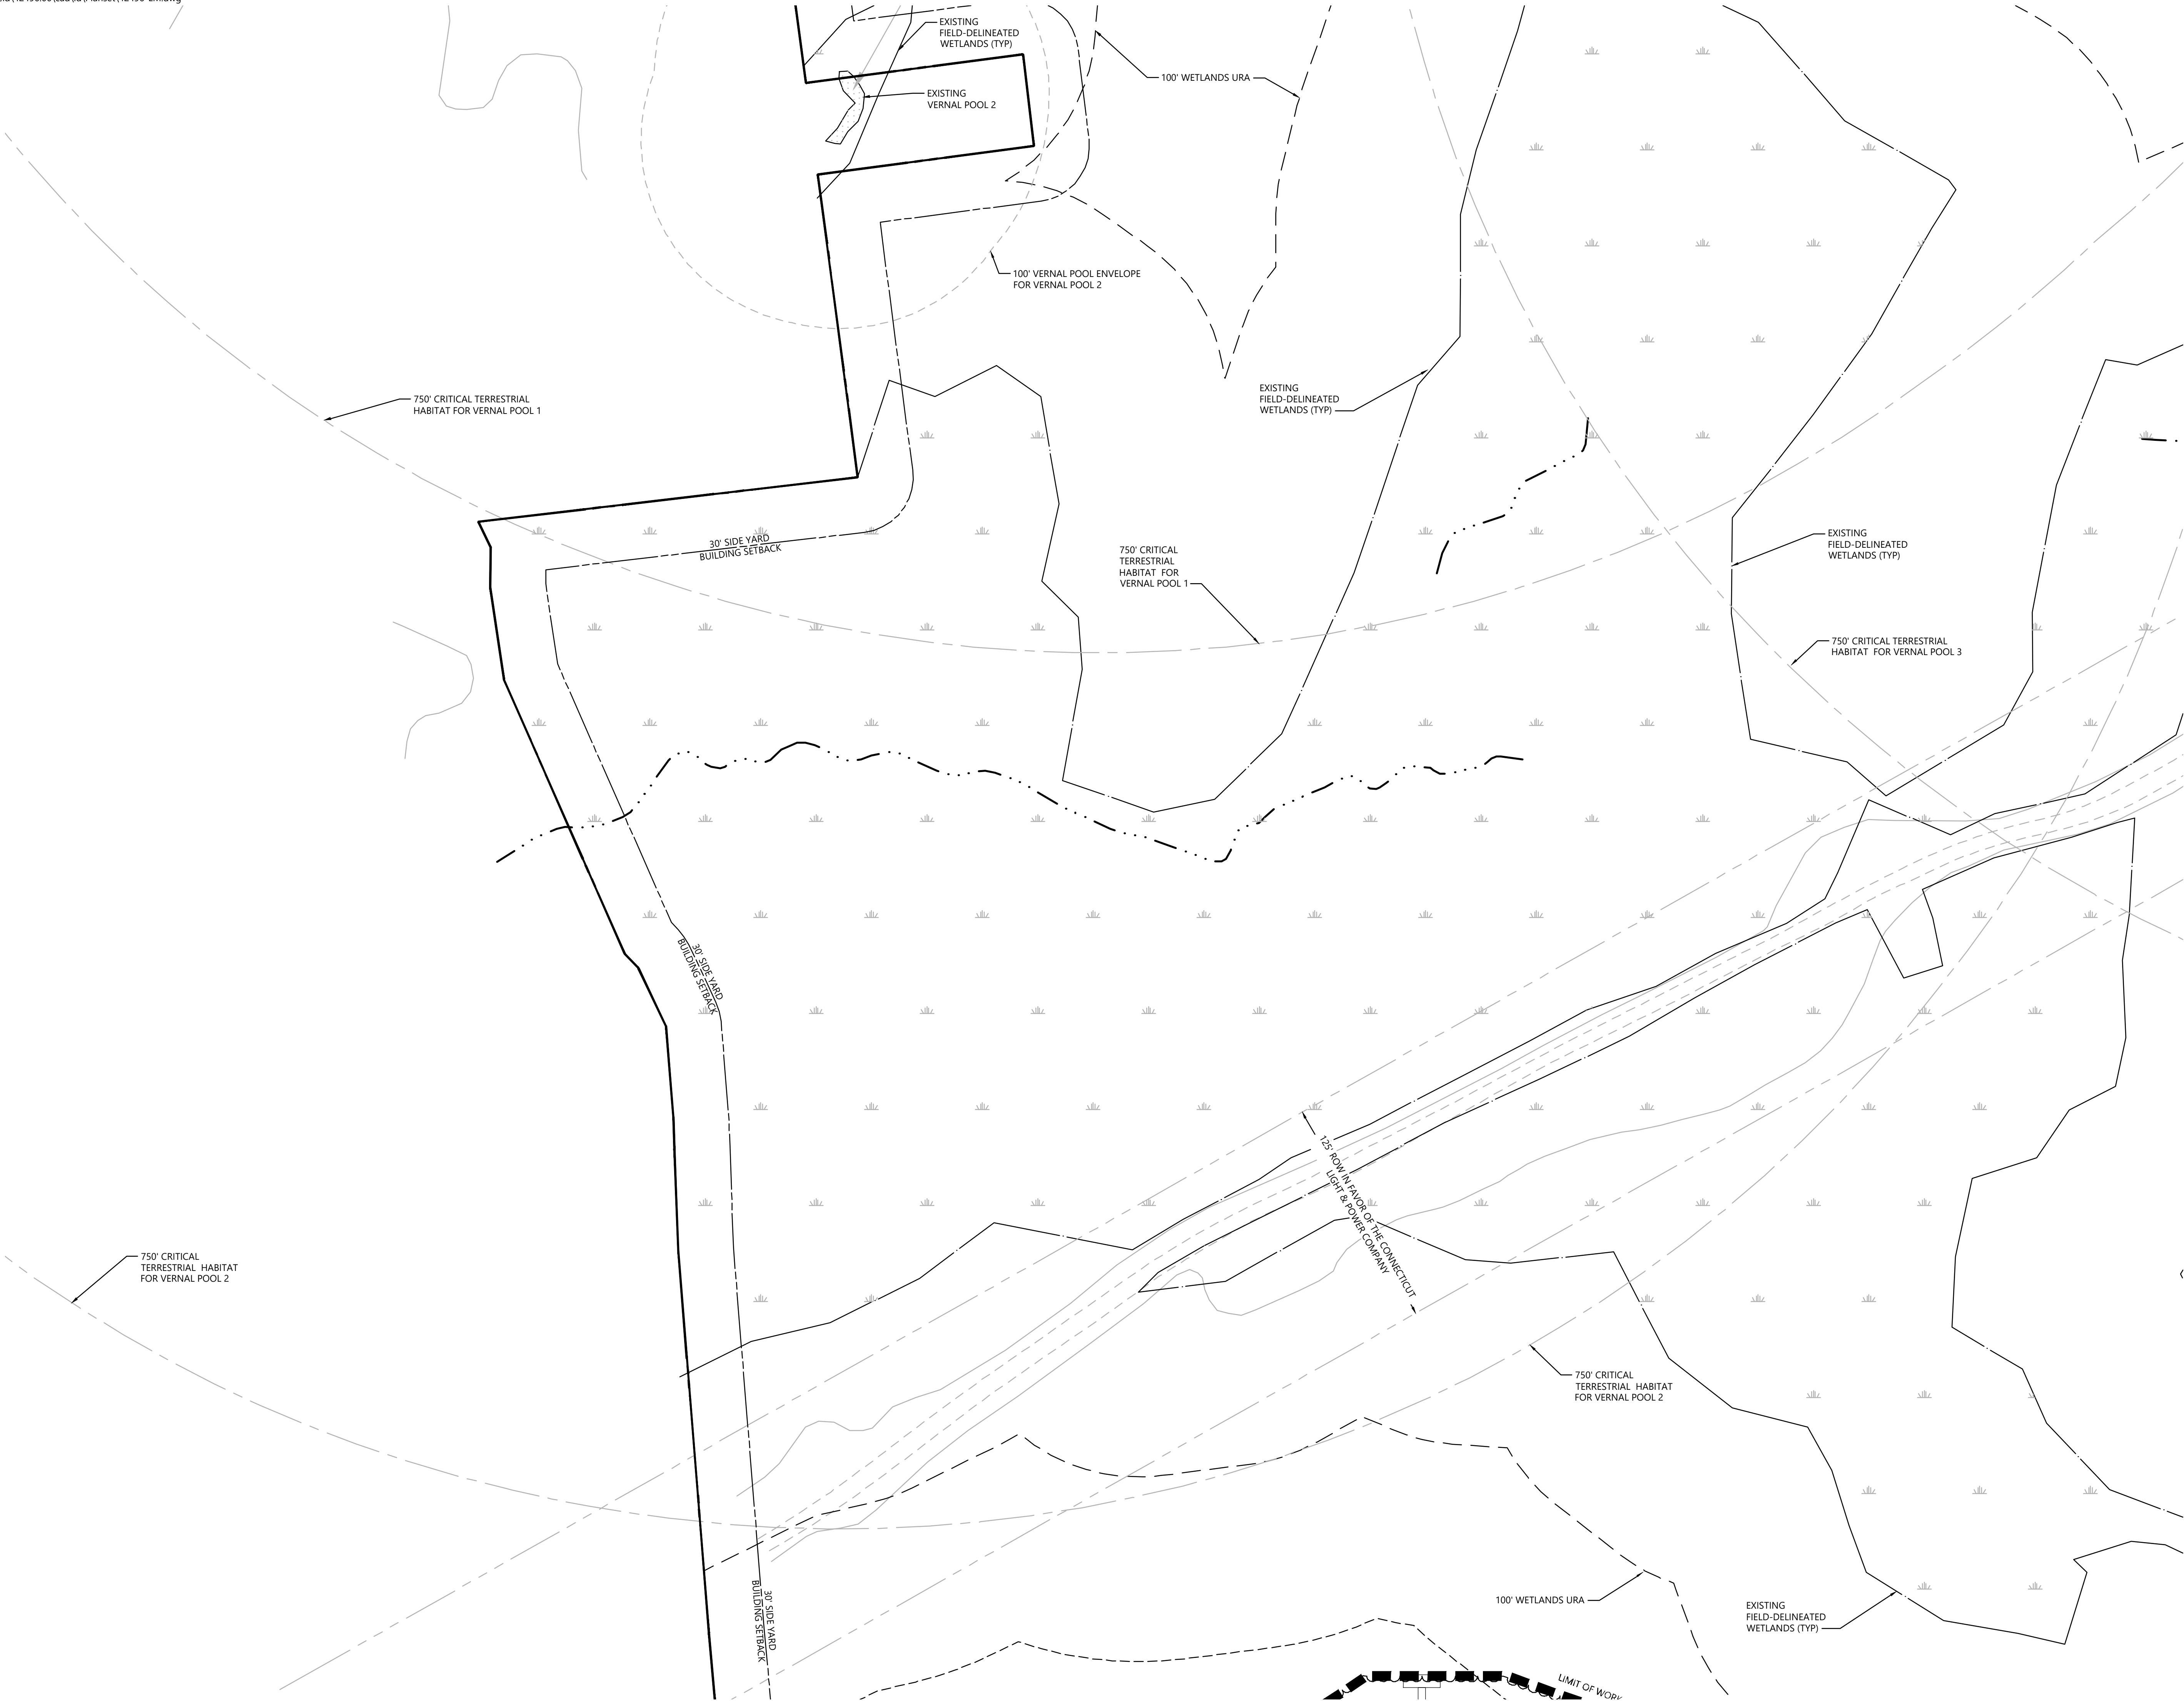 EXISTING
FIELD-DELINEATED
WETLANDS (TYP)
100' WETLANDS URA
EXISTING
VERNAL POOL 2
100' VERNAL POOL ENVELOPE
FOR VERNAL POOL 2
750' CRITICAL TERRESTRIAL
HABITAT FOR VERNAL POOL 1
EXISTING
FIELD-DELINEATED
WETLANDS (TYP)
30' SIDE YARD
BUILDING SETBACK
750' CRITICAL
TERRESTRIAL
HABITAT FOR
VERNAL POOL 1
EXISTING
FIELD-DELINEATED
WETLANDS (TYP)
750' CRITICAL TERRESTRIAL
HABITAT FOR VERNAL POOL 3
30' SIDE YARD
BUILDING SETBACK
125' ROW IN FAVOR OF THE CONNECTICUT
LIGHT & POWER COMPANY
750' CRITICAL
TERRESTRIAL HABITAT
FOR VERNAL POOL 2
750' CRITICAL
TERRESTRIAL HABITAT
FOR VERNAL POOL 2
30' SIDE YARD
BUILDING SETBACK
100' WETLANDS URA
EXISTING
FIELD-DELINEATED
WETLANDS (TYP)
LIMIT OF WORK